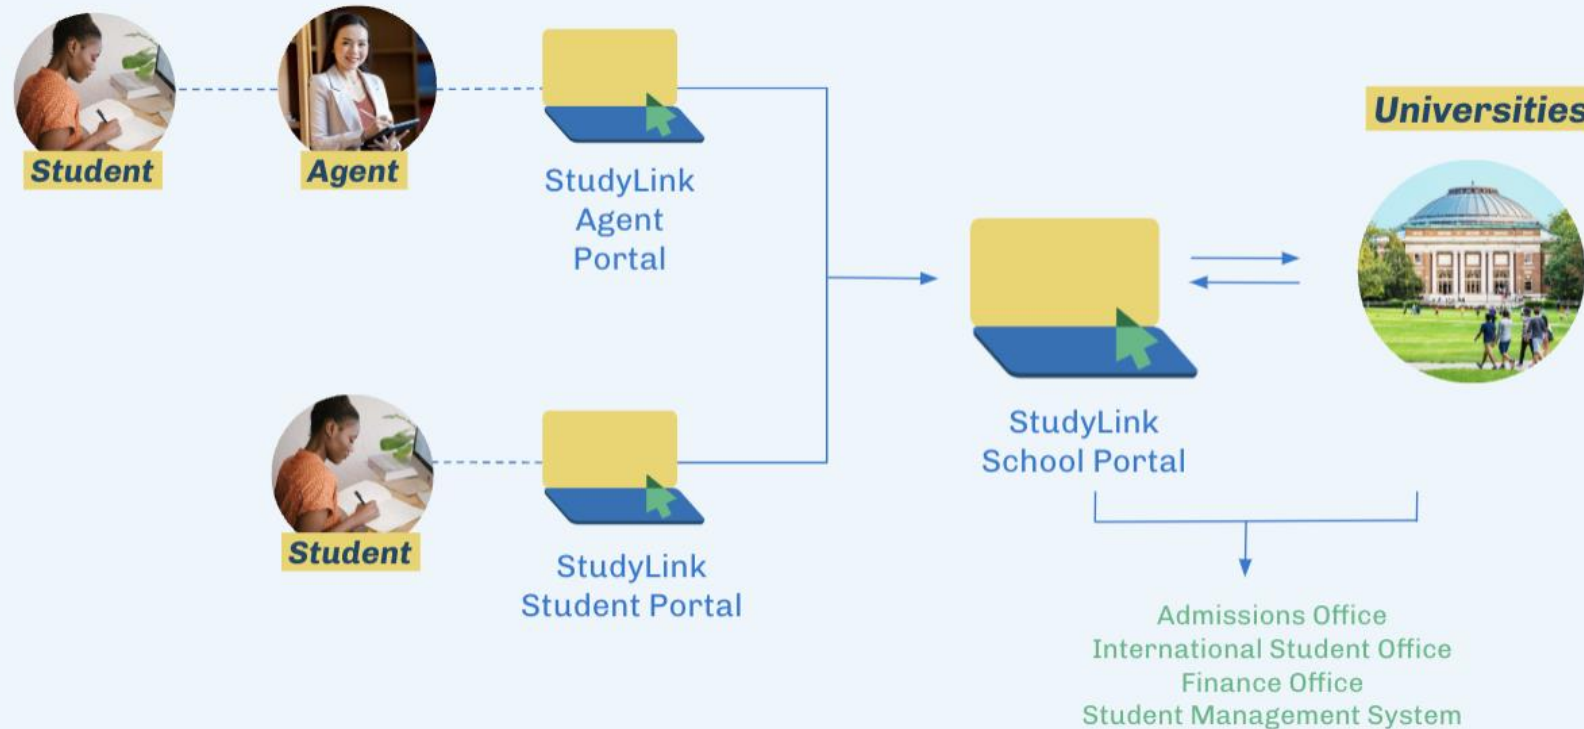 Student
Agent
StudyLink
Agent
Portal
Universities
StudyLink
School Portal
Student
StudyLink
Student Portal
Admissions Office
International Student Office
Finance Office
Student Management System